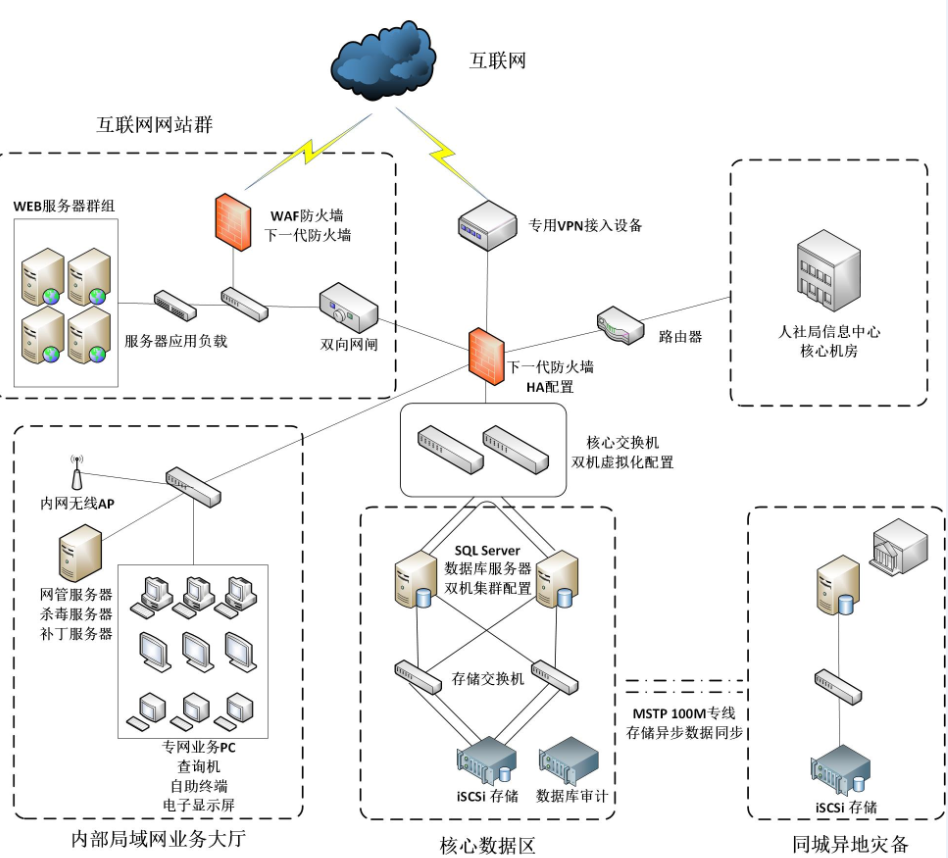 互联网
互联网网站群
WEB服务器群组
WAF防火墙
下一代防火墙
专用VPN接入设备
服务器应用负载
双向网闸
路由器
人社局信息中心
核心机房
下一代防火墙
HA配置
核心交换机
双机虚拟化配置
内网无线AP
网管服务器
杀毒服务器
补丁服务器
专网业务PC
查询机
自助终端
电子显示屏
内部局域网业务大厅
SQL Server
数据库服务器
双机集群配置
存储交换机
iSCSi 存储
数据库审计
核心数据区
MSTP 100M专线
存储异步数据同步
iSCSi 存储
同城异地灾备